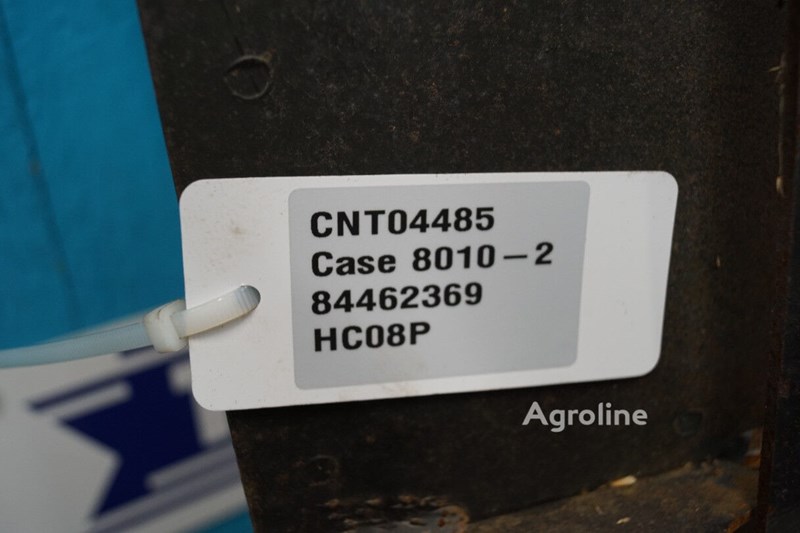 CNT04485
Case 8010-2
84462369
HC08P
Agroline